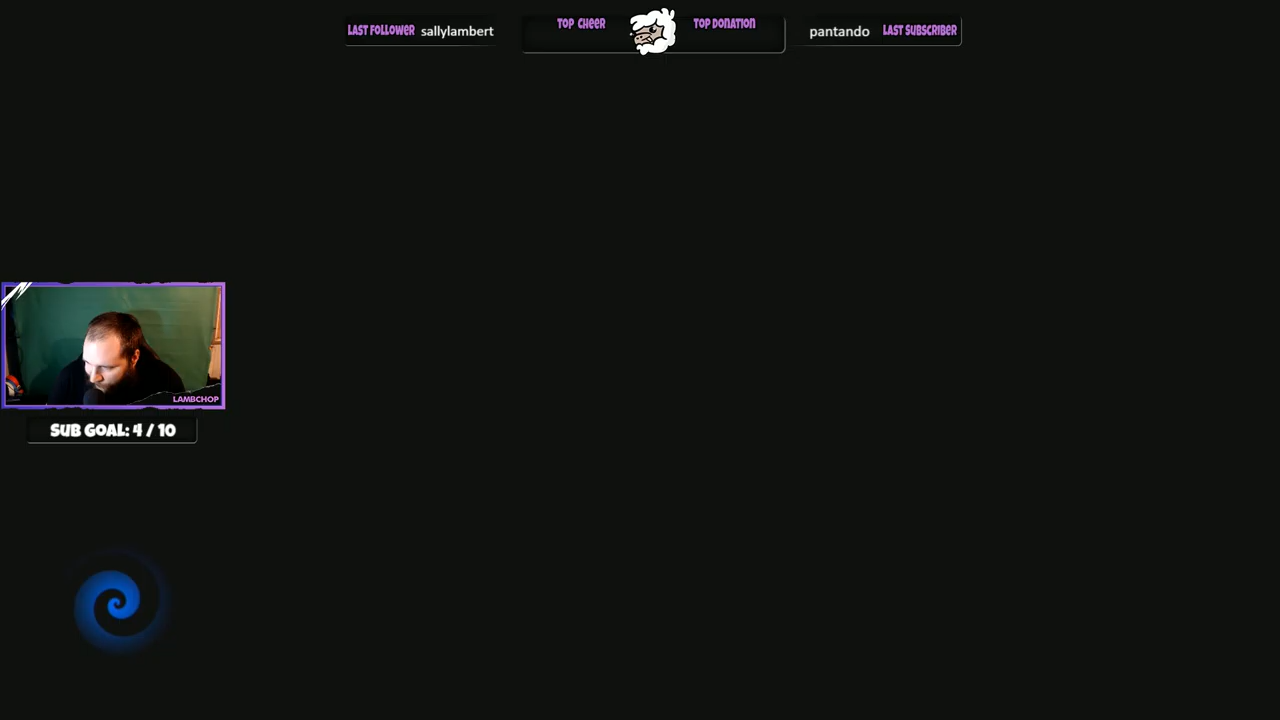 LAST FOLLOWER sallylambert
TOP CHEER
TOP DONATION
pantando LAST SUBSCRIBER
LAMBCHOP
SUB GOAL: 4 / 10